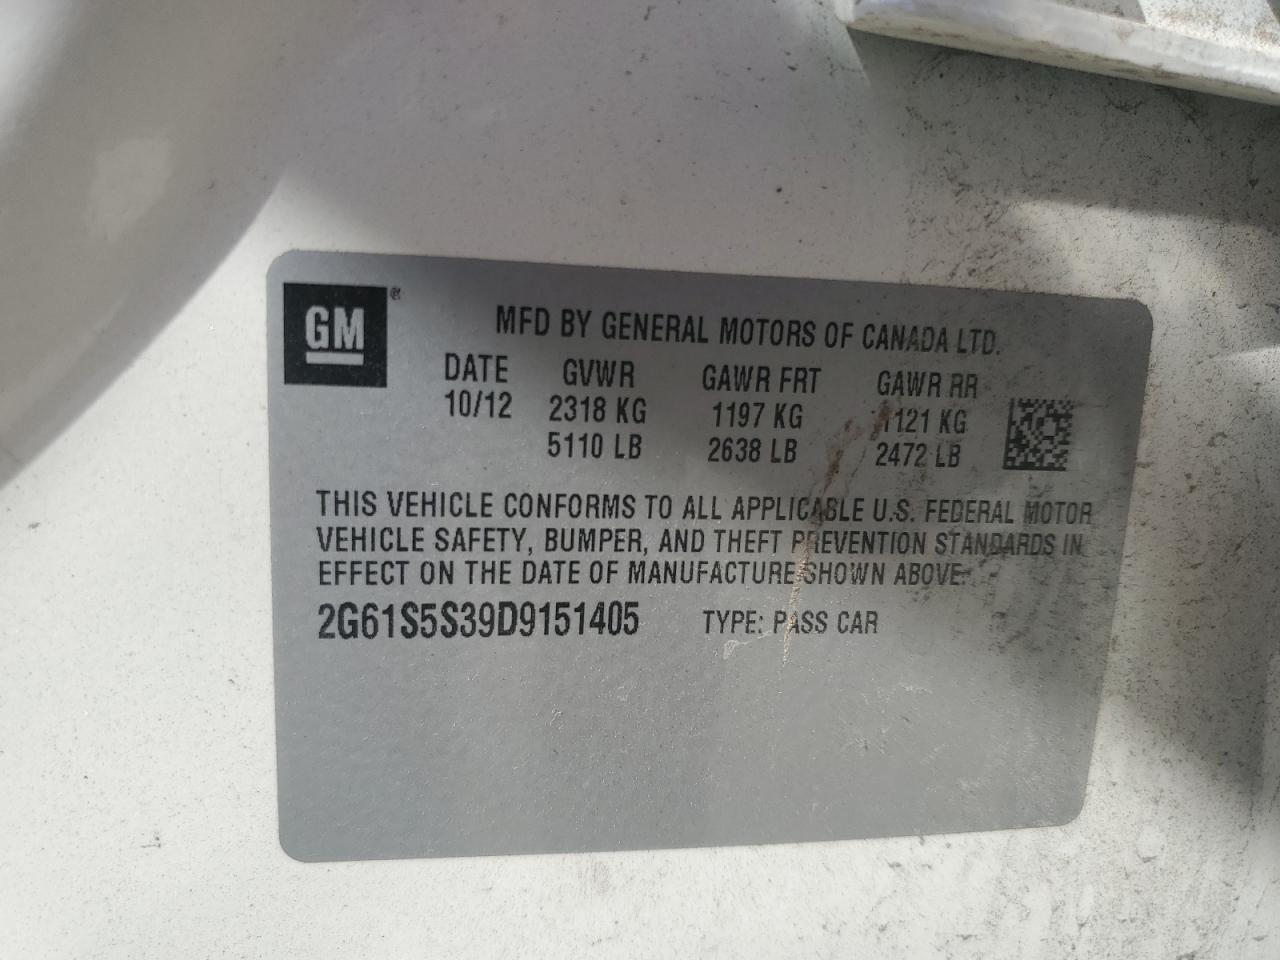 GM ®
MFD BY GENERAL MOTORS OF CANADA LTD.
DATE GVWR GAWR FRT GAWR RR
10/12 2318 KG 1197 KG 1121 KG
5110 LB 2638 LB 2472 LB
THIS VEHICLE CONFORMS TO ALL APPLICABLE U.S. FEDERAL MOTOR
VEHICLE SAFETY, BUMPER, AND THEFT PREVENTION STANDARDS IN
EFFECT ON THE DATE OF MANUFACTURE SHOWN ABOVE.
2G61S5S39D9151405 TYPE: PASS CAR